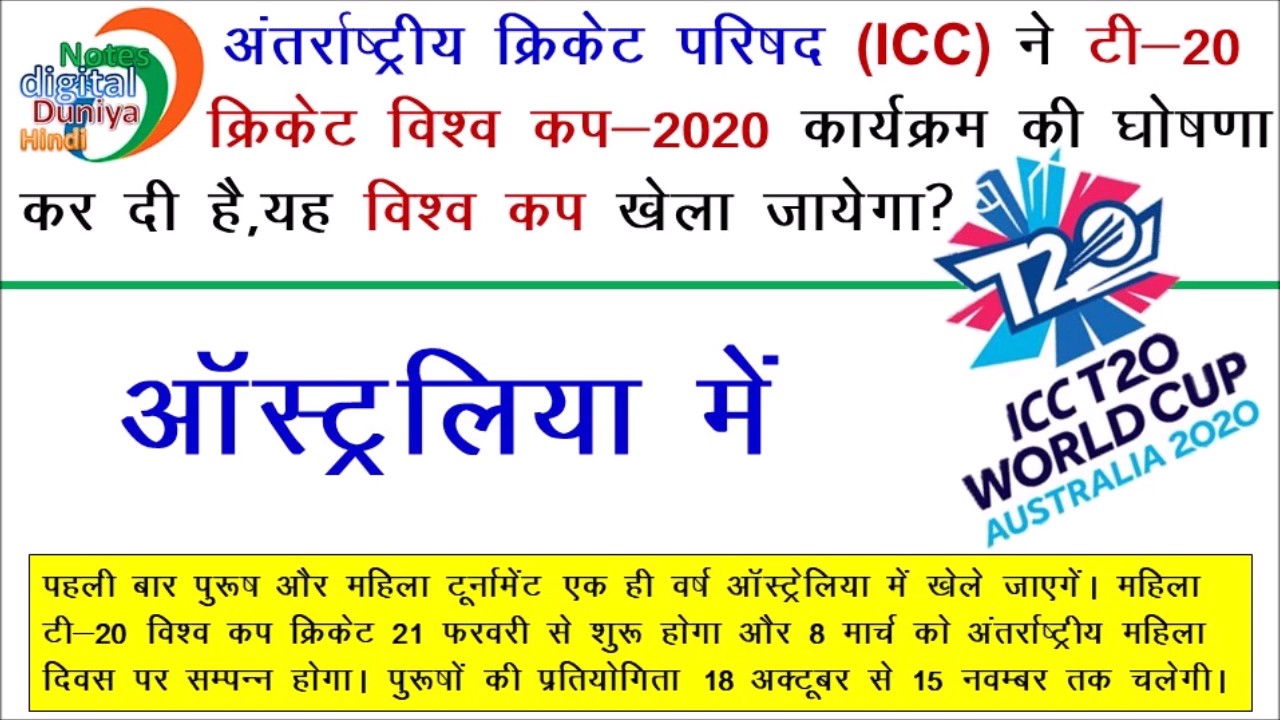 Notes
digital
Duniya
Hindi
अंतर्राष्ट्रीय क्रिकेट परिषद (ICC) ने टी–20
क्रिकेट विश्व कप–2020 कार्यक्रम की घोषणा
कर दी है,यह विश्व कप खेला जायेगा?
T20
ICC T20
WORLD CUP
AUSTRALIA 2020
ऑस्ट्रलिया में
पहली बार पुरूष और महिला टूर्नामेंट एक ही वर्ष ऑस्ट्रेलिया में खेले जाएगें। महिला
टी–20 विश्व कप क्रिकेट 21 फरवरी से शुरू होगा और 8 मार्च को अंतर्राष्ट्रीय महिला
दिवस पर सम्पन्न होगा। पुरूषों की प्रतियोगिता 18 अक्टूबर से 15 नवम्बर तक चलेगी।